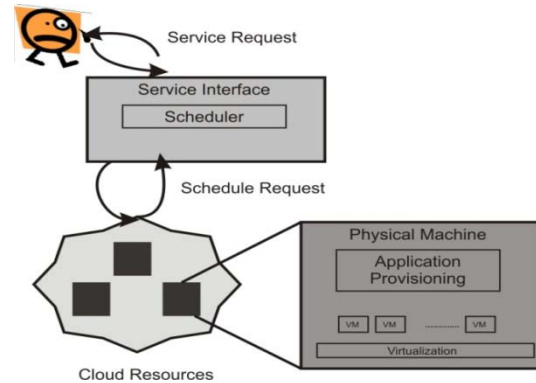 Service Request
Service Interface
Scheduler
Schedule Request
Physical Machine
Application
Provisioning
VM VM ............. VM
Virtualization
Cloud Resources